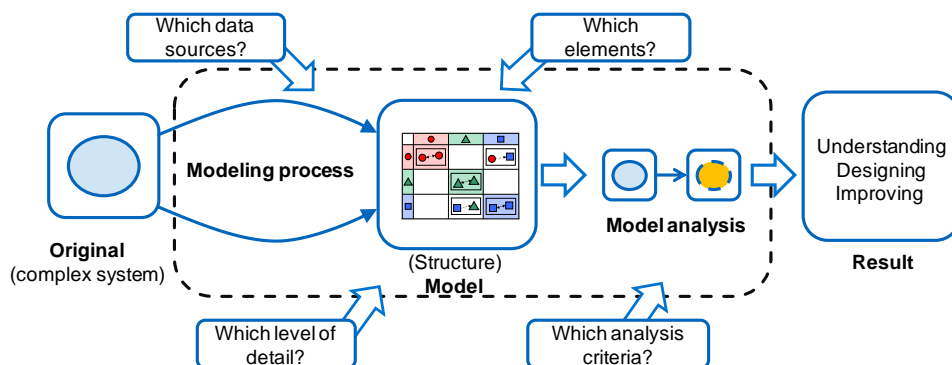 Which data
sources?
Which
elements?
Modeling process
Understanding
Designing
Improving
Original
(complex system)
Model analysis
(Structure)
Model
Result
Which level of
detail?
Which analysis
criteria?